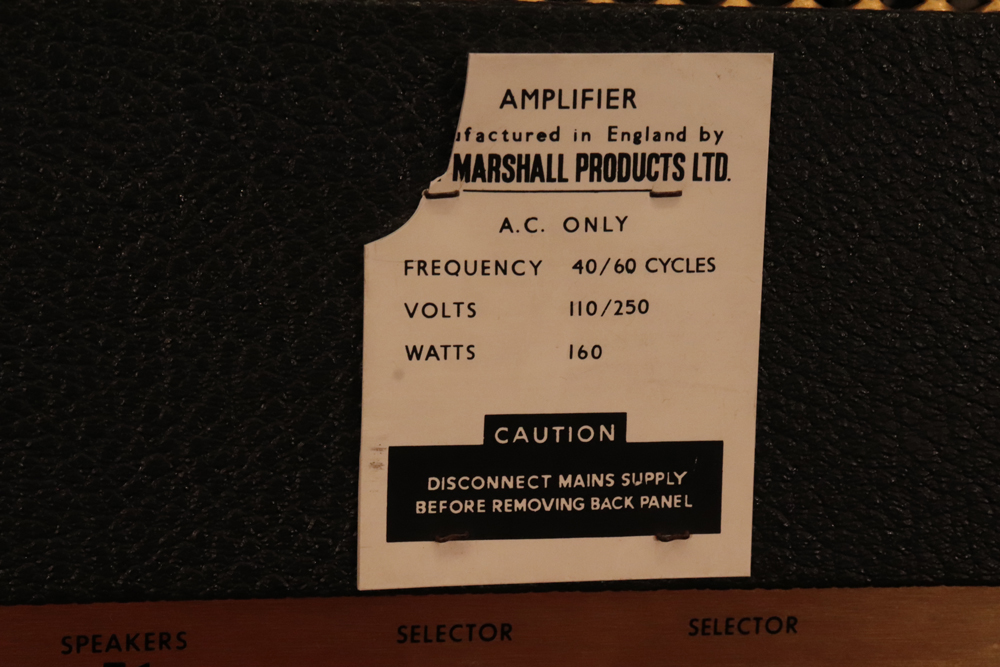 AMPLIFIER
ufactured in England by
. MARSHALL PRODUCTS LTD.
A.C. ONLY
FREQUENCY 40/60 CYCLES
VOLTS 110/250
WATTS 160
CAUTION
DISCONNECT MAINS SUPPLY
BEFORE REMOVING BACK PANEL
SPEAKERS SELECTOR SELECTOR